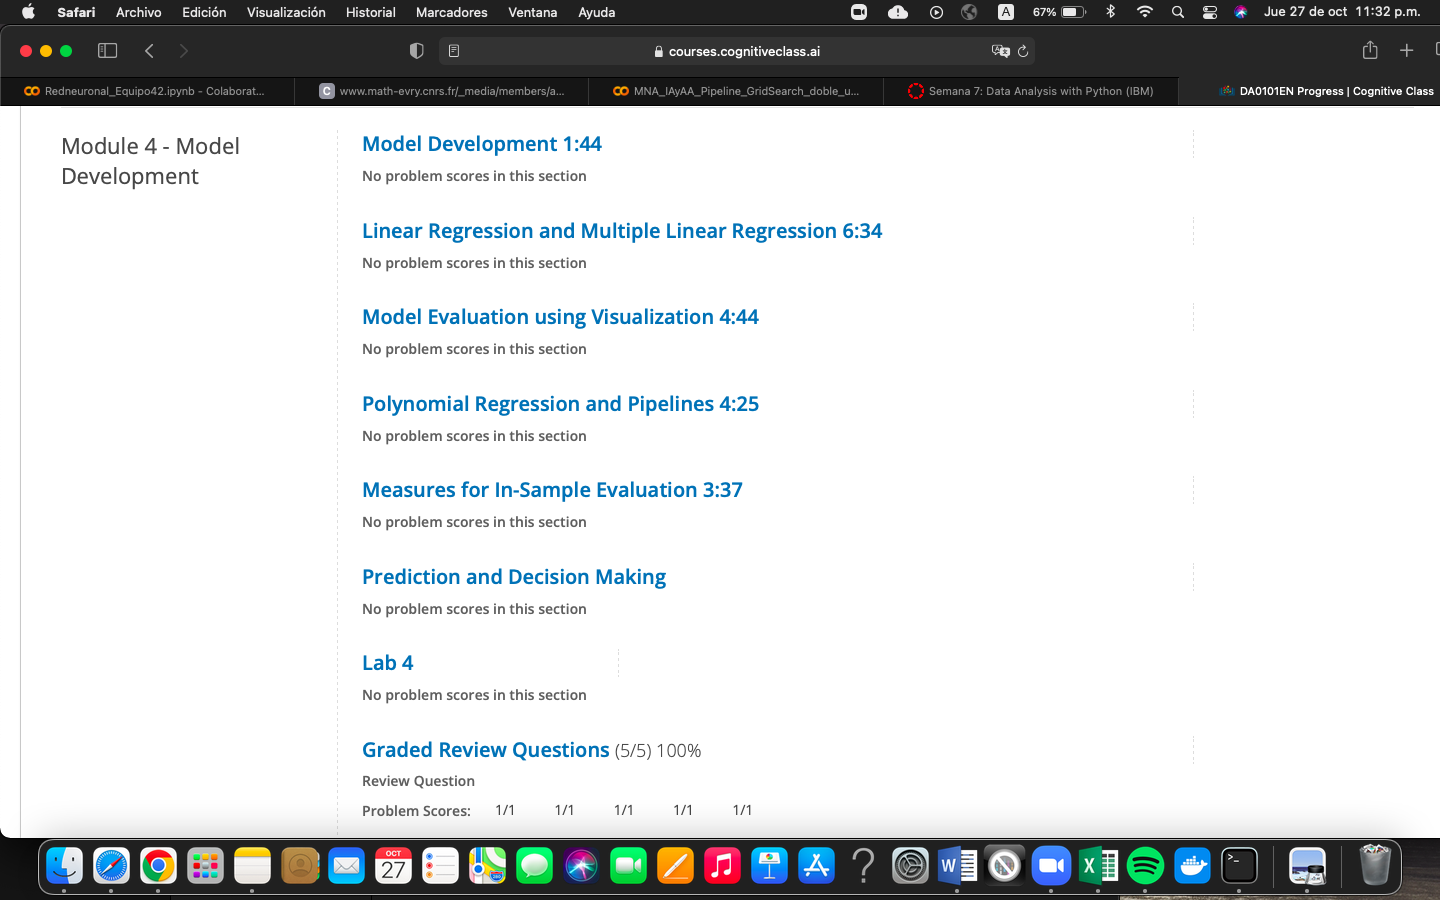 Safari Archivo Edición Visualización Historial Marcadores Ventana Ayuda A 67% Jue 27 de oct 11:32 p.m.
courses.cognitiveclass.ai
Redneuronal_Equipo42.ipynb - Colaborat... C www.math-evry.cnrs.fr/_media/members/a... MNA_IAyAA_Pipeline_GridSearch_doble_u... Semana 7: Data Analysis with Python (IBM) DA0101EN Progress | Cognitive Class
Module 4 - Model
Development
Model Development 1:44
No problem scores in this section
Linear Regression and Multiple Linear Regression 6:34
No problem scores in this section
Model Evaluation using Visualization 4:44
No problem scores in this section
Polynomial Regression and Pipelines 4:25
No problem scores in this section
Measures for In-Sample Evaluation 3:37
No problem scores in this section
Prediction and Decision Making
No problem scores in this section
Lab 4
No problem scores in this section
Graded Review Questions (5/5) 100%
Review Question
Problem Scores: 1/1 1/1 1/1 1/1 1/1
OCT
27
W
X